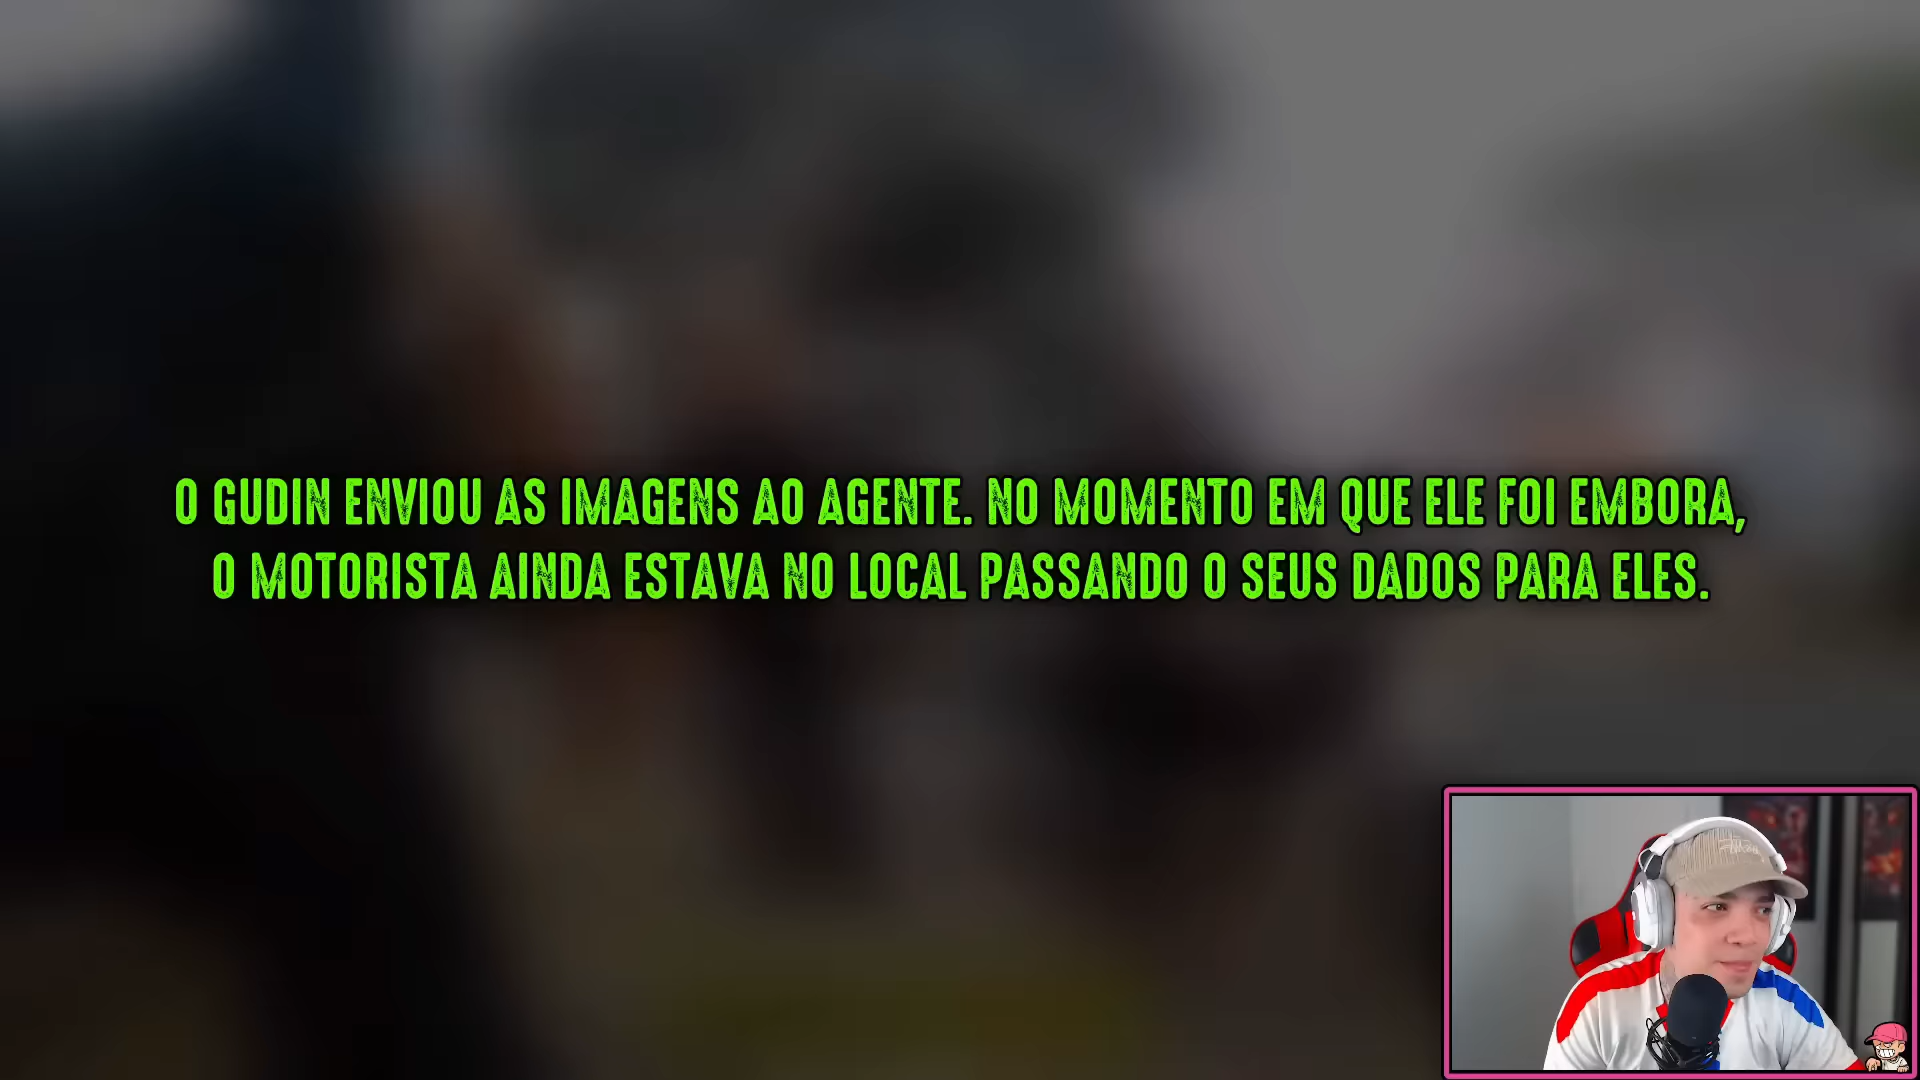 O GUDIN ENVIOU AS IMAGENS AO AGENTE. NO MOMENTO EM QUE ELE FOI EMBORA,
O MOTORISTA AINDA ESTAVA NO LOCAL PASSANDO O SEUS DADOS PARA ELES.